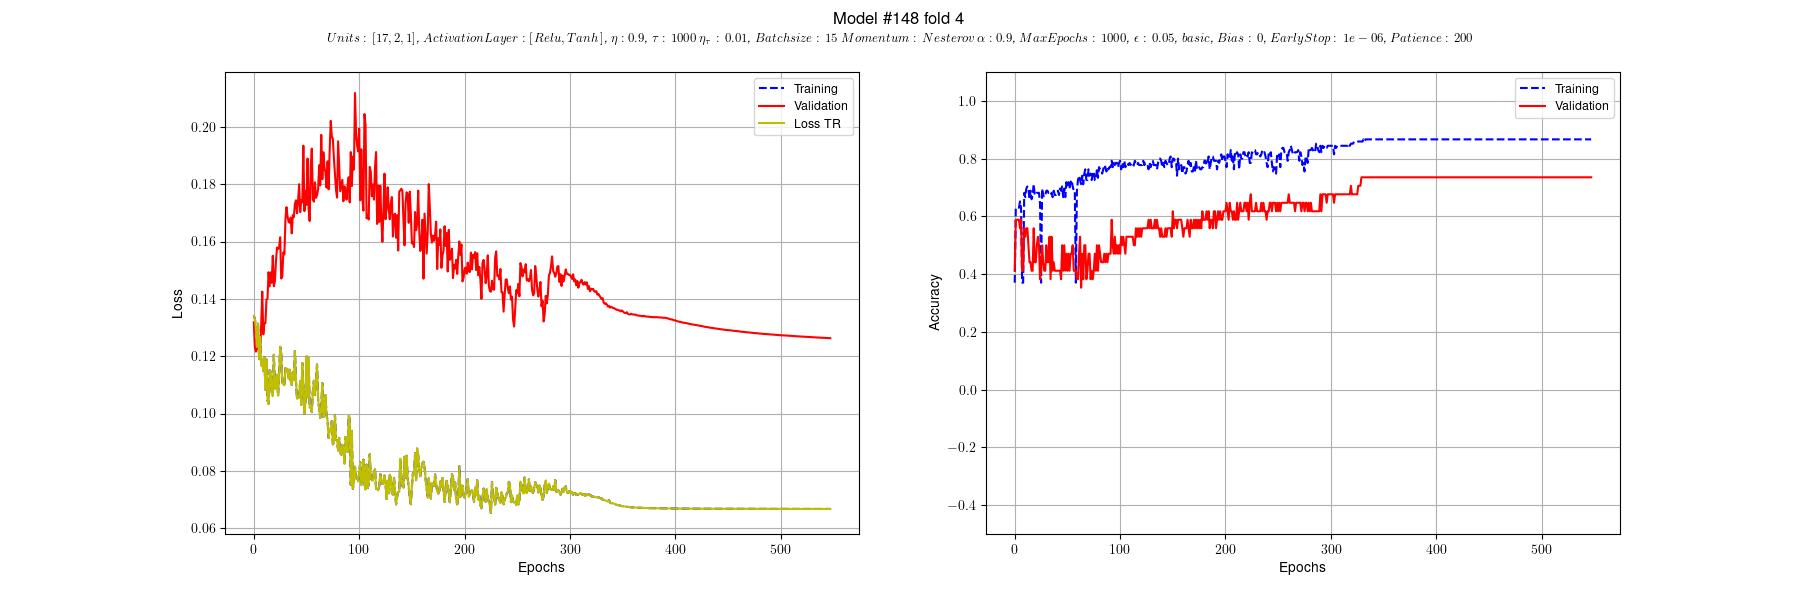 Model #148 fold 4
Units : [17, 2, 1], ActivationLayer : [Relu, Tanh], η : 0.9, τ : 1000 η_τ : 0.01, Batchsize : 15 Momentum : Nesterov α : 0.9, MaxEpochs : 1000, ϵ : 0.05, basic, Bias : 0, EarlyStop : 1e − 06, Patience : 200
Training
Validation
Loss TR
0.20
0.18
0.16
0.14
0.12
0.10
0.08
0.06
Loss
0
100
200
300
400
500
Epochs
Training
Validation
1.0
0.8
0.6
0.4
0.2
0.0
−0.2
−0.4
Accuracy
0
100
200
300
400
500
Epochs